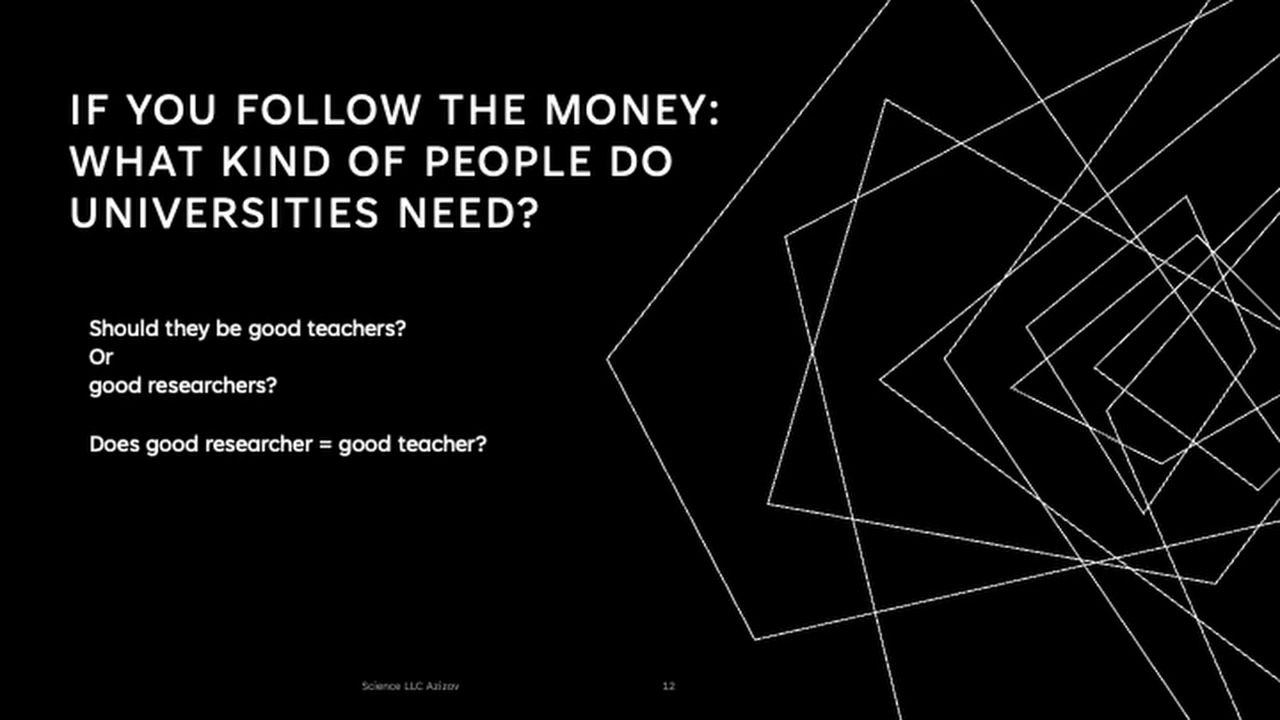 IF YOU FOLLOW THE MONEY:
WHAT KIND OF PEOPLE DO
UNIVERSITIES NEED?
Should they be good teachers?
Or
good researchers?
Does good researcher = good teacher?
Science LLC Azizov
12